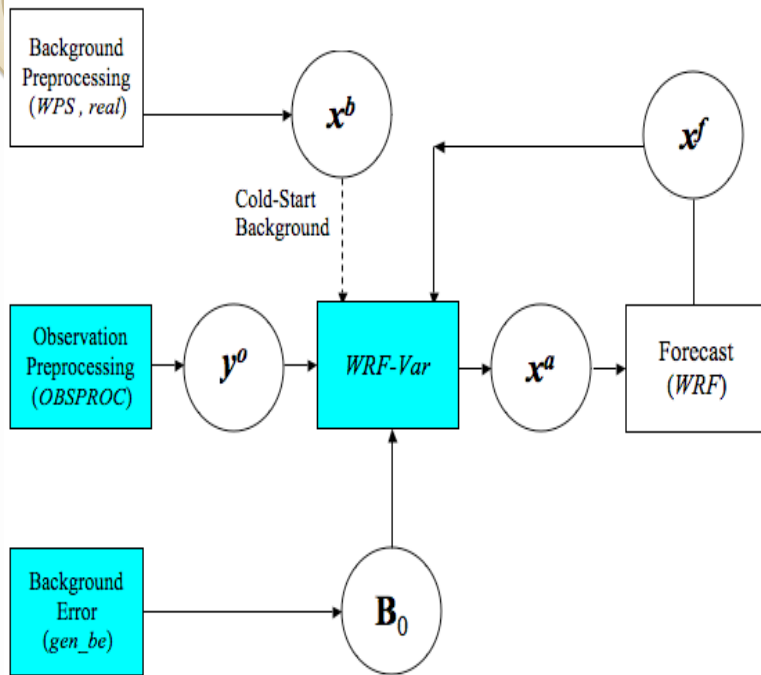 Background
Preprocessing
(WPS , real)
x^b
x^f
Cold-Start
Background
Observation
Preprocessing
(OBSPROC)
y^o
WRF-Var
x^a
Forecast
(WRF)
Background
Error
(gen_be)
B_0